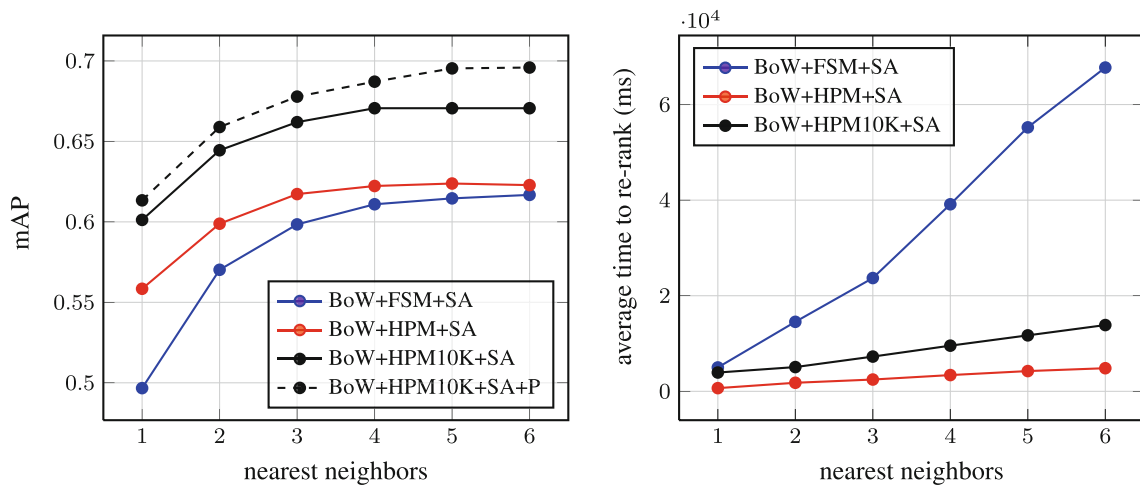 0.7
0.65
0.6
0.55
0.5
mAP
BoW+FSM+SA
BoW+HPM+SA
BoW+HPM10K+SA
BoW+HPM10K+SA+P
1 2 3 4 5 6
nearest neighbors
·10⁴
6
4
2
0
average time to re-rank (ms)
BoW+FSM+SA
BoW+HPM+SA
BoW+HPM10K+SA
1 2 3 4 5 6
nearest neighbors